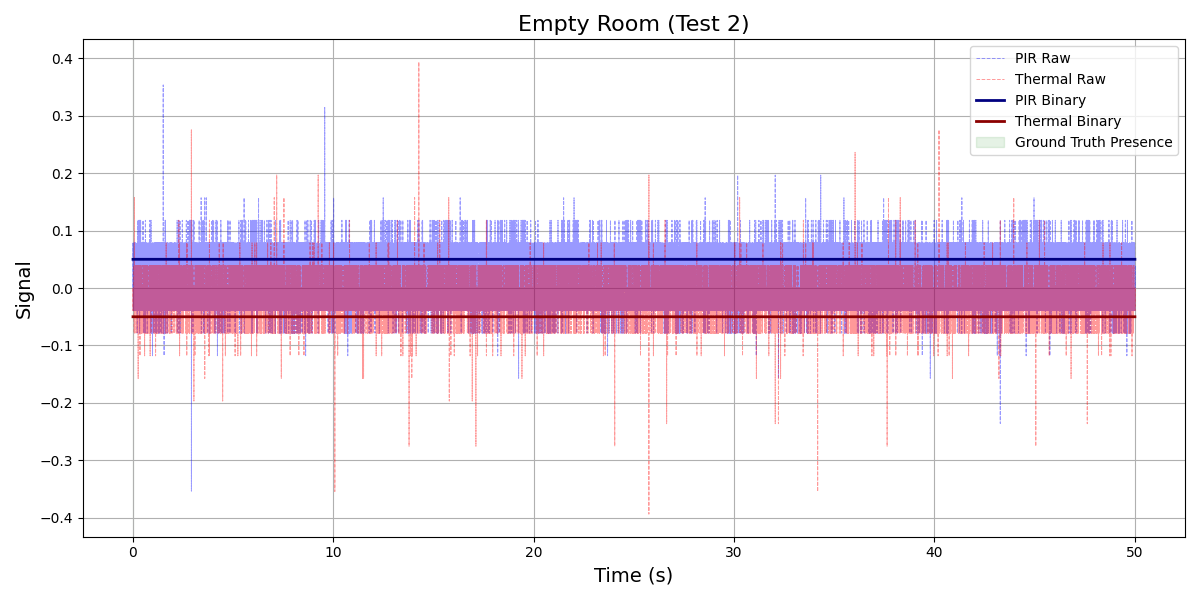 Empty Room (Test 2)
PIR Raw
Thermal Raw
PIR Binary
Thermal Binary
Ground Truth Presence
Signal
0.4
0.3
0.2
0.1
0.0
−0.1
−0.2
−0.3
−0.4
0 10 20 30 40 50
Time (s)